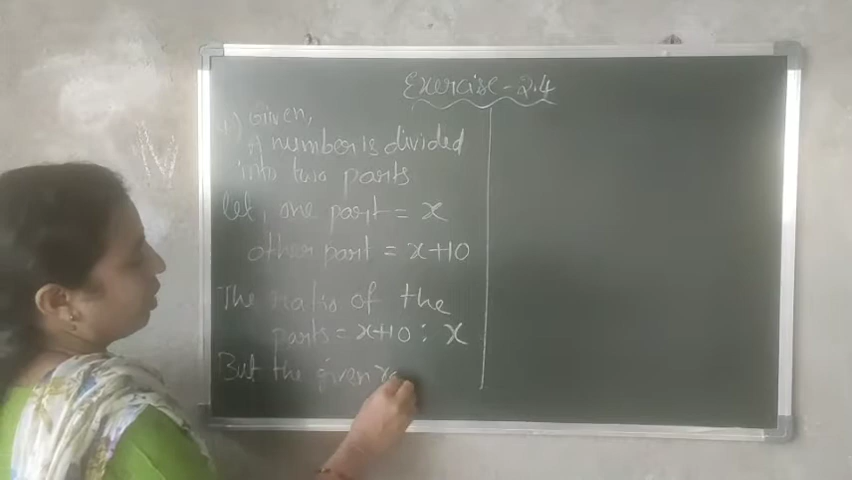 Exercise - 2.4
1) Given,
A number is divided
into two parts
let, one part = x
other part = x+10
The ratio of the
parts = x+10 : x
But the given